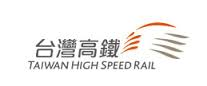 台灣高鐵
TAIWAN HIGH SPEED RAIL